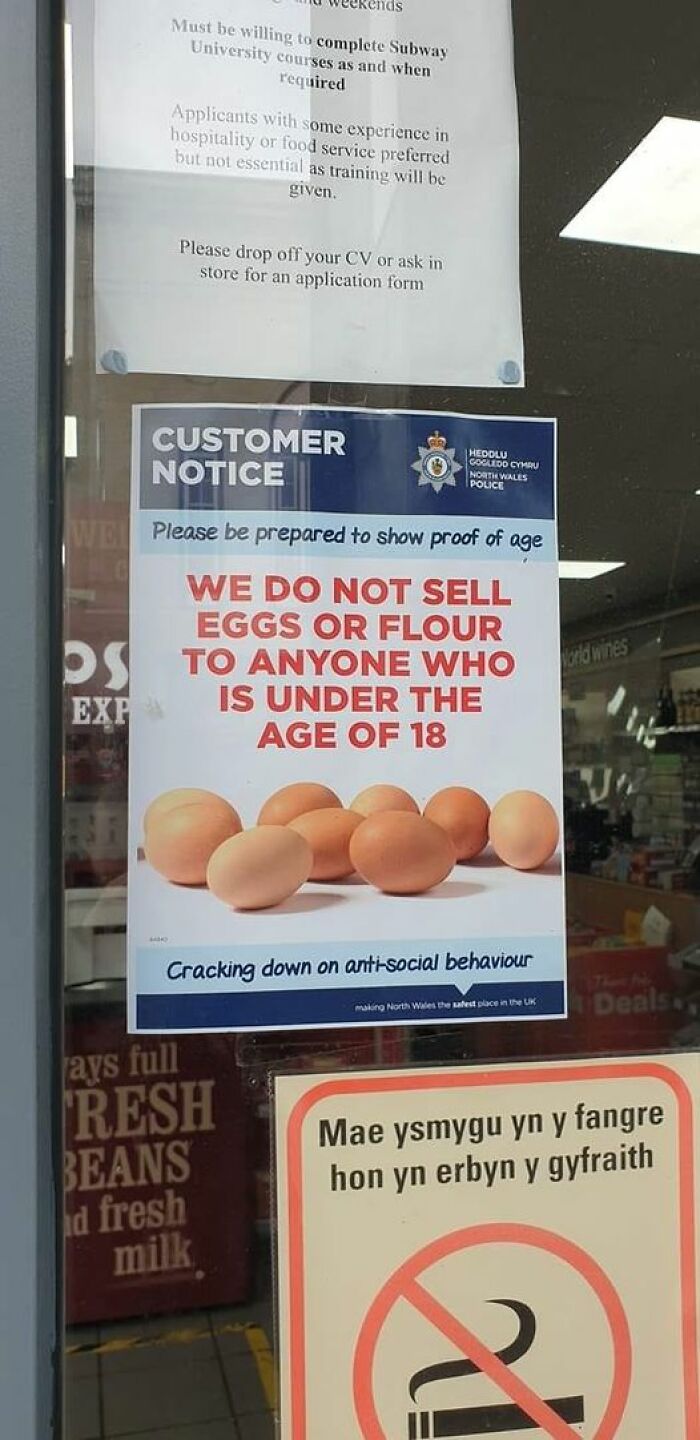 weekends
Must be willing to complete Subway
University courses as and when
required
Applicants with some experience in
hospitality or food service preferred
but not essential as training will be
given.
Please drop off your CV or ask in
store for an application form
CUSTOMER
NOTICE
HEDDLU
GOGLEDD CYMRU
NORTH WALES
POLICE
Please be prepared to show proof of age
WE DO NOT SELL
EGGS OR FLOUR
TO ANYONE WHO
IS UNDER THE
AGE OF 18
Cracking down on anti-social behaviour
making North Wales the safest place in the UK
world wines
Deals
full
FRESH
BEANS
fresh
milk
Mae ysmygu yn y fangre
hon yn erbyn y gyfraith